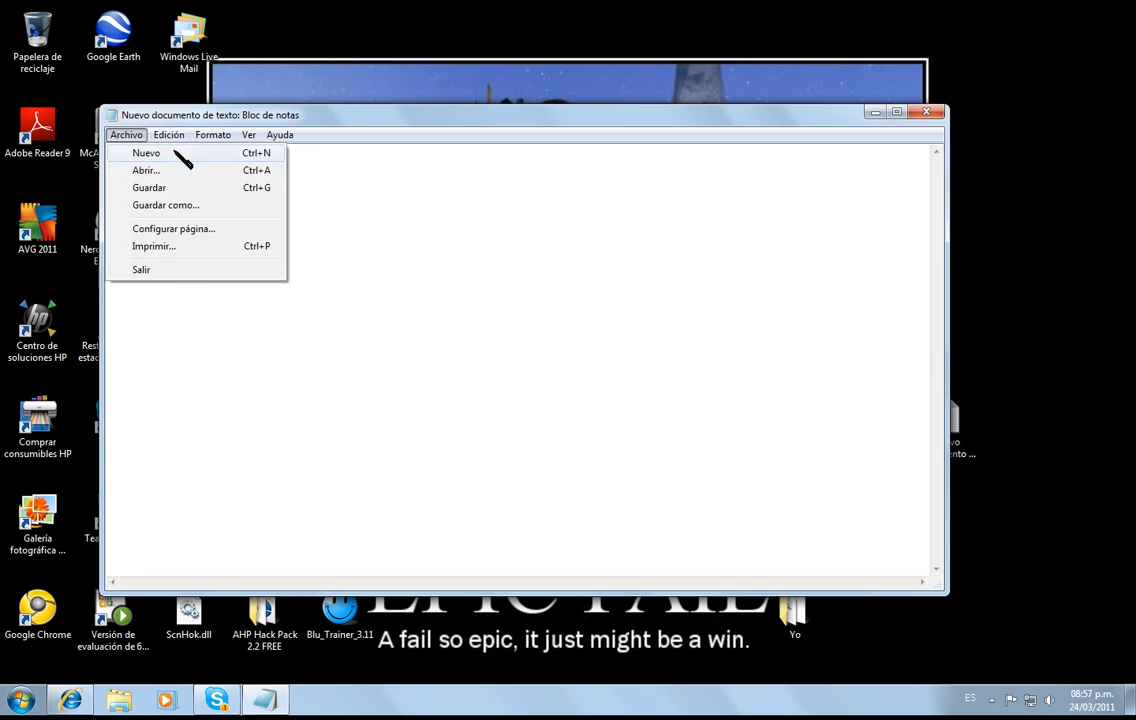 Papelera de
reciclaje
Google Earth
Windows Live
Mail
Nuevo documento de texto: Bloc de notas
Archivo Edición Formato Ver Ayuda
Nuevo Ctrl+N
Abrir... Ctrl+A
Guardar Ctrl+G
Guardar como...
Configurar página...
Imprimir... Ctrl+P
Salir
Adobe Reader 9
AVG 2011
Centro de
soluciones HP
Comprar
consumibles HP
Galería
fotográfica ...
Google Chrome
Versión de
evaluación de 6...
ScnHok.dll
AHP Hack Pack
2.2 FREE
Blu_Trainer_3.11
EPIC FAIL
A fail so epic, it just might be a win.
Yo
ES
08:57 p.m.
24/03/2011